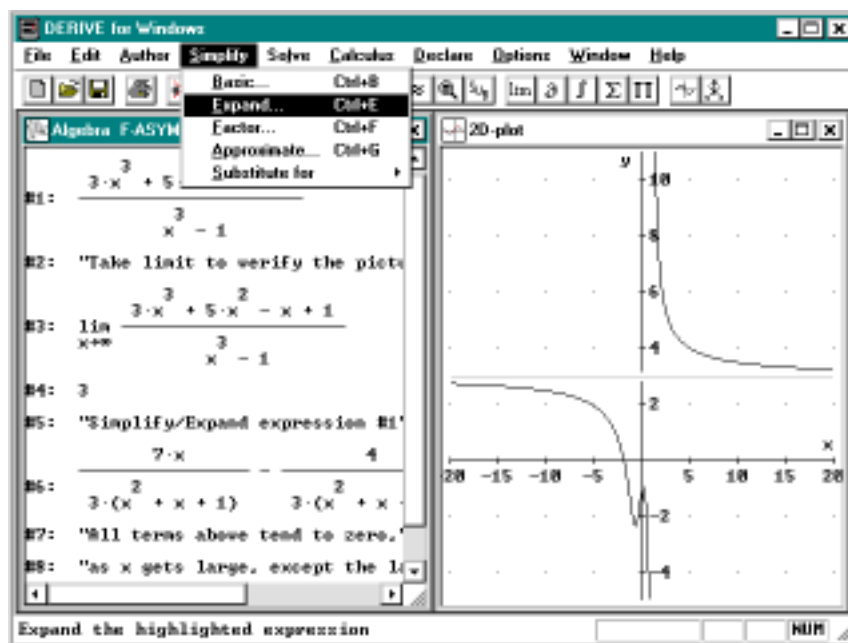 DERIVE for Windows
File Edit Author Simplify Solve Calculus Declare Options Window Help
Basic... Ctrl+B
Expand... Ctrl+E
Factor... Ctrl+F
Approximate... Ctrl+G
Substitute for
lim ∂ ∫ Σ Π
Algebra F-ASYM
2D-plot
3
3·x + 5
#1:
3
x - 1
#2: "Take limit to verify the pictu
3 2
3·x + 5·x - x + 1
#3: lim
x→∞ 3
x - 1
#4: 3
#5: "Simplify/Expand expression #1"
7·x 4
- 
#6: 2 2
3·(x + x + 1) 3·(x + x
#7: "All terms above tend to zero,"
#8: "as x gets large, except the la
y
10
8
6
4
2
x
-20 -15 -10 -5 5 10 15 20
-2
-4
Expand the highlighted expression
NUM